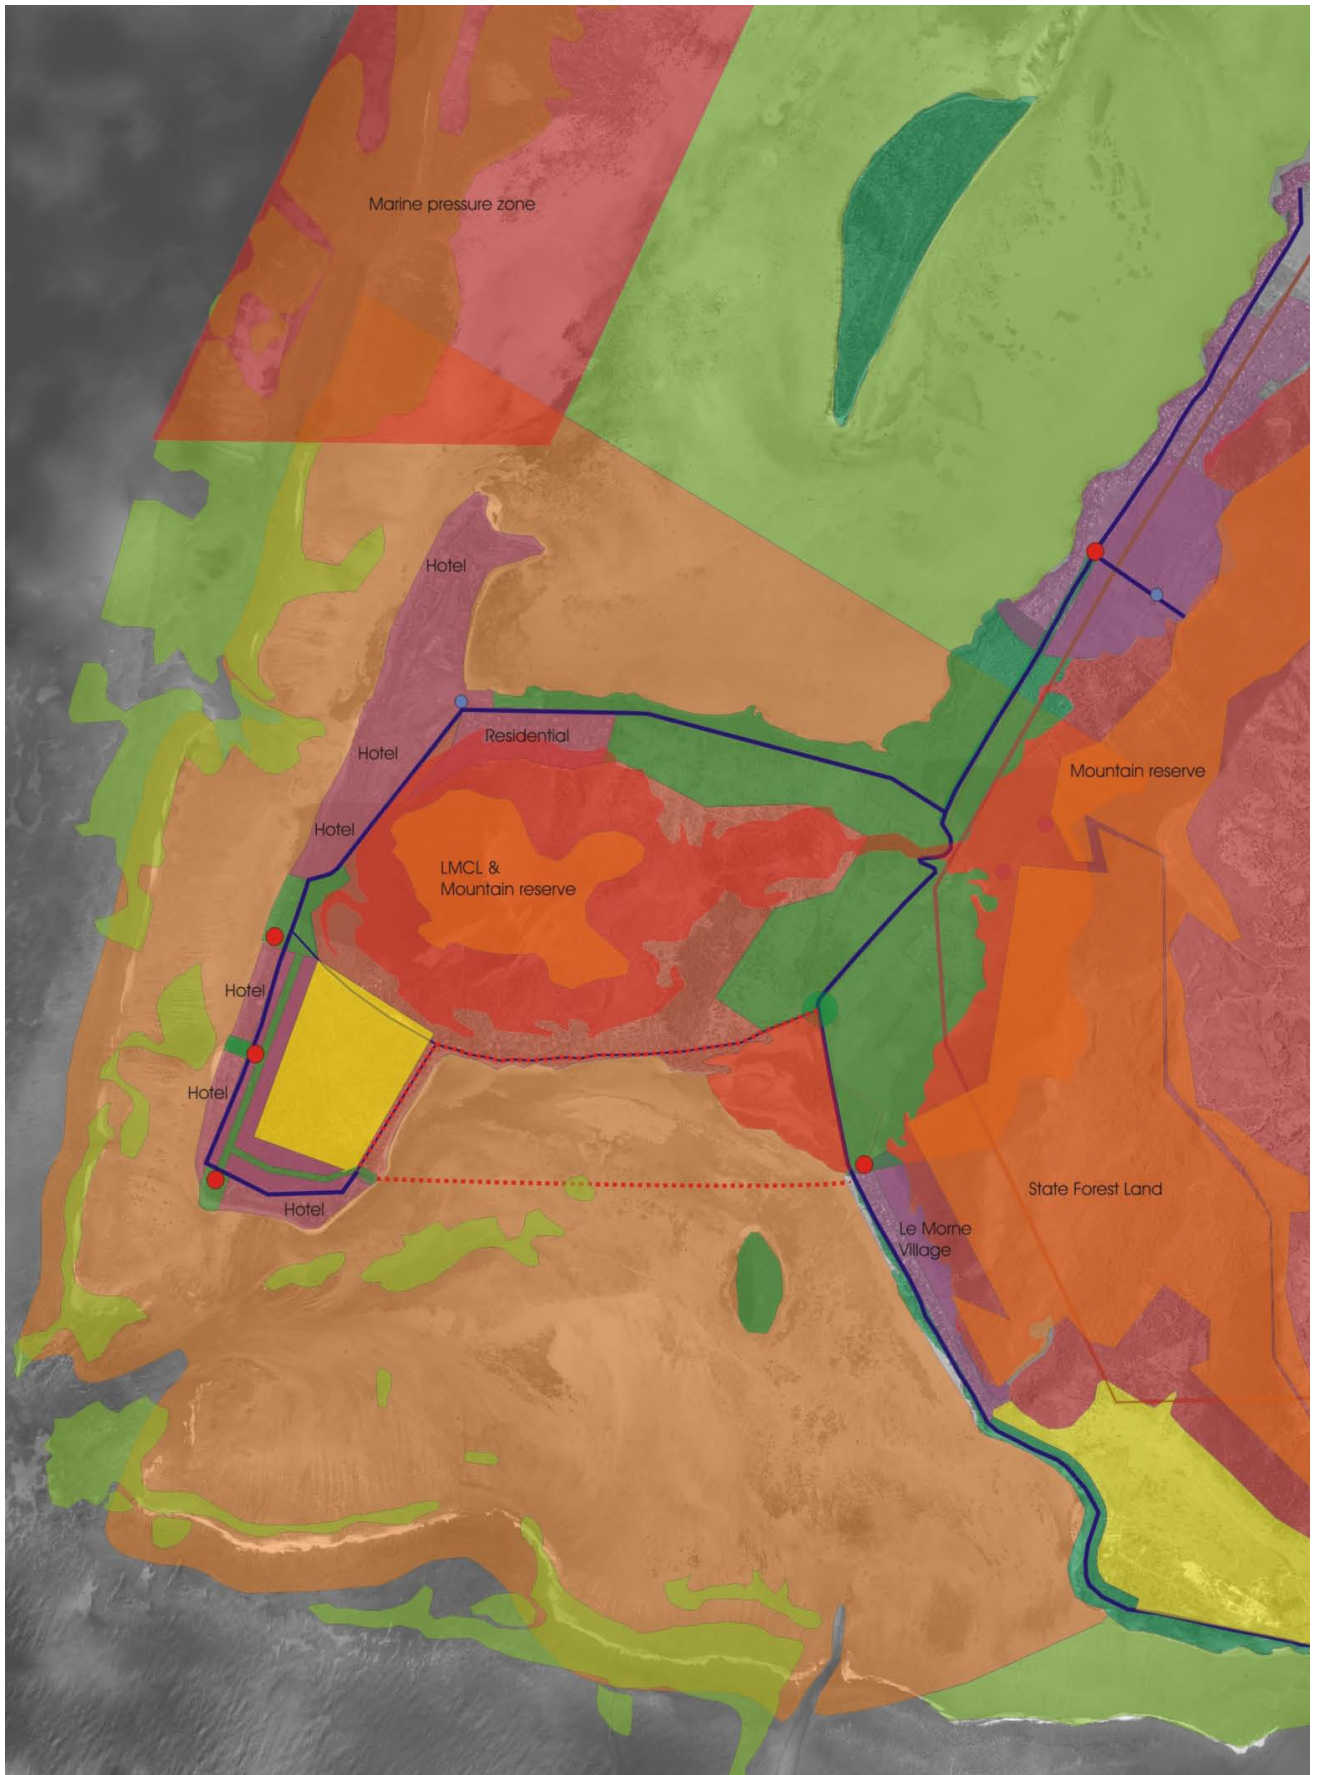 Marine pressure zone
Hotel
Residential
Hotel
Mountain reserve
Hotel
LMCL &
Mountain reserve
Hotel
Hotel
State Forest Land
Hotel
Le Morne
Village